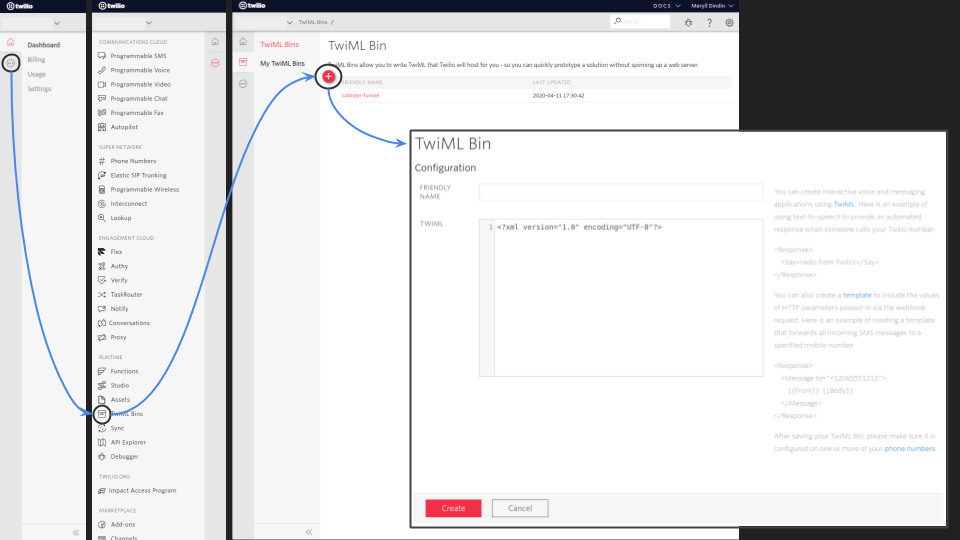 twilio
Dashboard
Billing
Usage
Settings
twilio
COMMUNICATIONS CLOUD
Programmable SMS
Programmable Voice
Programmable Video
Programmable Chat
Programmable Fax
Autopilot
SUPER NETWORK
Phone Numbers
Elastic SIP Trunking
Programmable Wireless
Interconnect
Lookup
ENGAGEMENT CLOUD
Flex
Authy
Verify
TaskRouter
Notify
Conversations
Proxy
RUNTIME
Functions
Studio
Assets
TwiML Bins
Sync
API Explorer
Debugger
TWILIO.ORG
Impact Access Program
MARKETPLACE
Add-ons
Channels
twilio
DOCS
Meryll Dindin
TwiML Bins /
Go to...
TwiML Bins
My TwiML Bins
TwiML Bin
TwiML Bins allow you to write TwiML that Twilio will host for you - so you can quickly prototype a solution without spinning up a web server.
FRIENDLY NAME
LAST UPDATED
calaster-funnel
2020-04-11 17:30:42
TwiML Bin
Configuration
FRIENDLY
NAME
TWIML
1 <?xml version="1.0" encoding="UTF-8"?>
You can create interactive voice and messaging
applications using TwiML. Here is an example of
using text-to-speech to provide an automated
response when someone calls your Twilio number.
<Response>
<Say>Hello from Twilio!</Say>
</Response>
You can also create a template to include the values
of HTTP parameters passed-in via the webhook
request. Here is an example of creating a template
that forwards all incoming SMS messages to a
specified mobile number.
<Response>
<Message to="+12065551212">
{{From}}: {{Body}}
</Message>
</Response>
After saving your TwiML Bin, please make sure it is
configured on one or more of your phone numbers.
Create
Cancel